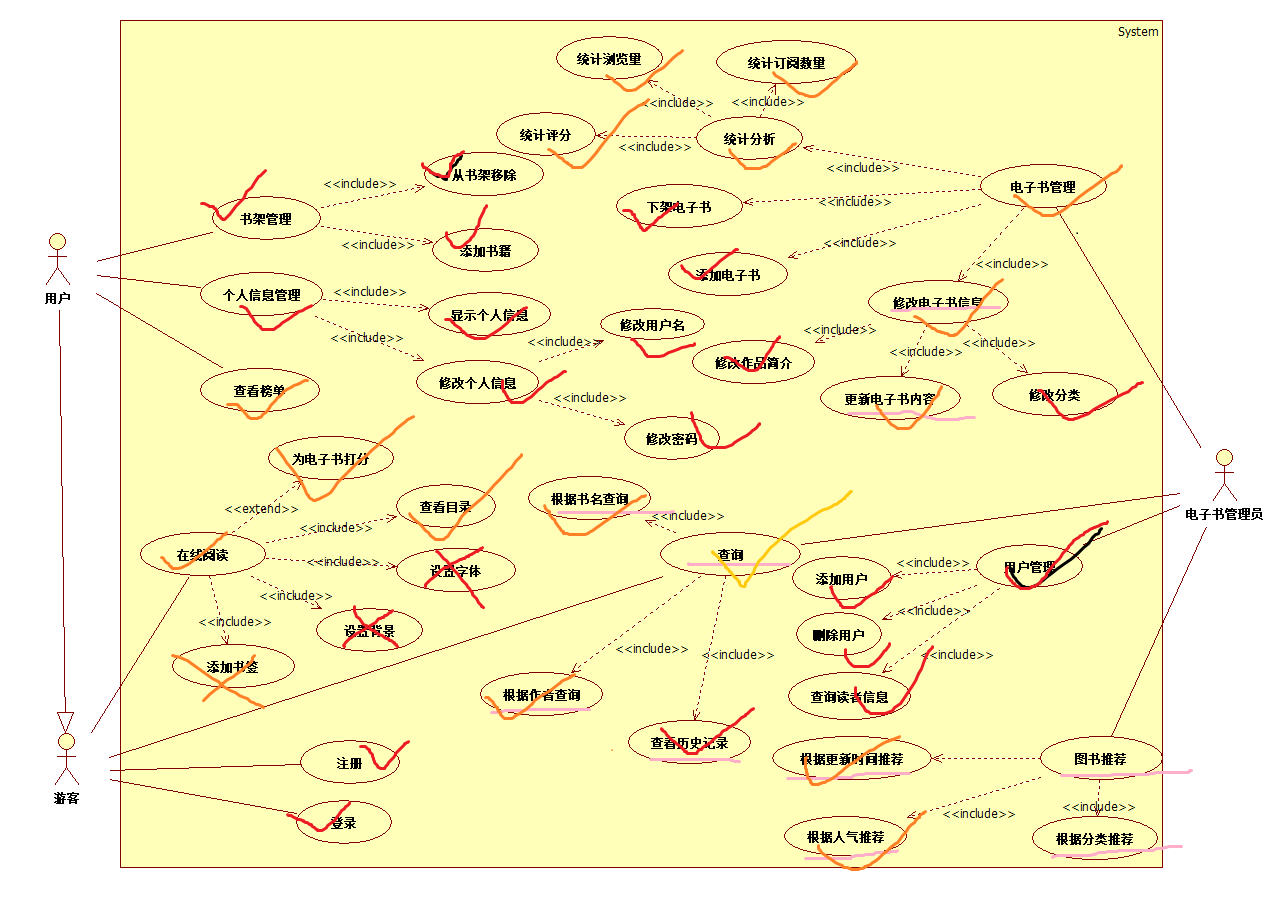 System
统计浏览量
统计订阅数量
<<include>>
<<include>>
统计评分
<<include>>
统计分析
从书架移除
<<include>>
<<include>>
电子书管理
书架管理
下架电子书
<<include>>
<<include>>
添加书籍
<<include>>
用户
添加电子书
<<include>>
个人信息管理
<<include>>
显示个人信息
修改电子书信息
<<include>>
修改用户名
<<include>>
<<include>>
修改作品简介
<<include>>
<<include>>
查看榜单
修改个人信息
<<include>>
更新电子书内容
修改分类
修改密码
为电子书打分
<<extend>>
查看目录
根据书名查询
<<include>>
<<include>>
电子书管理员
在线阅读
<<include>>
设置字体
查询
添加用户
<<include>>
用户管理
<<include>>
设置背景
<<include>>
<<include>>
删除用户
添加书签
<<include>>
<<include>>
<<include>>
根据作者查询
查询读者信息
查看历史记录
注册
根据更新时间推荐
图书推荐
游客
<<include>>
<<include>>
登录
根据人气推荐
根据分类推荐